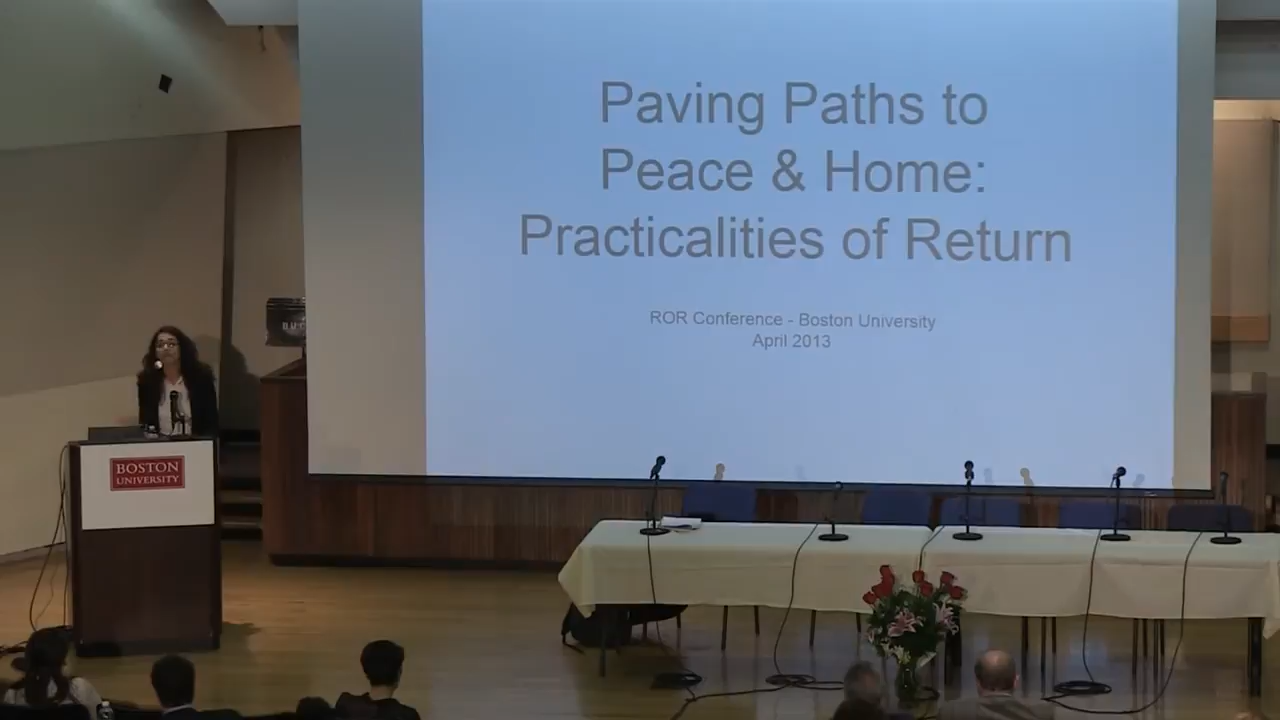 Paving Paths to
Peace & Home:
Practicalities of Return
ROR Conference - Boston University
April 2013
BOSTON
UNIVERSITY